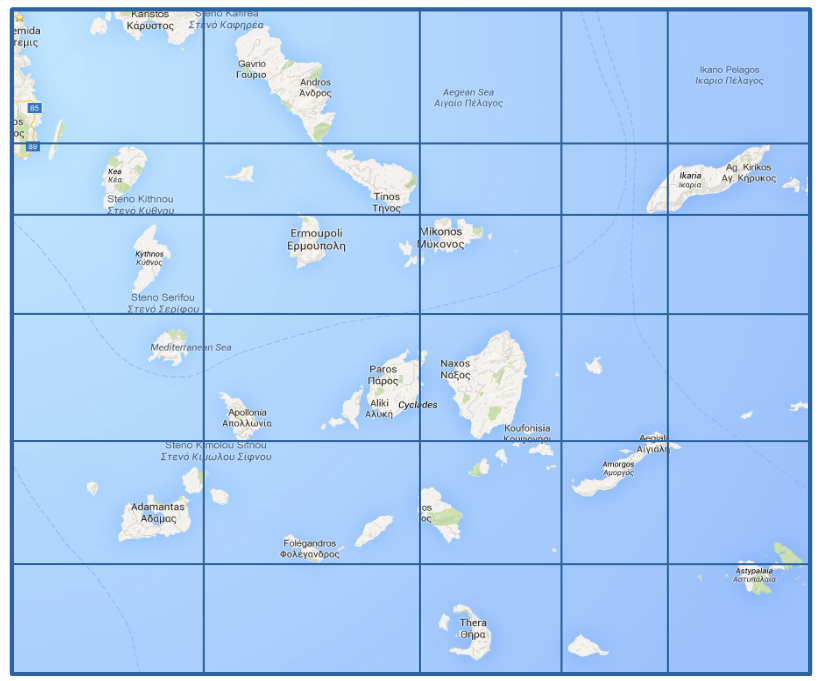 Karistos
Κάρυστος
Steno Kafirea
Στενό Καφηρέα
emida
τεμις
Gavrio
Γαύριο
Andros
Άνδρος
Aegean Sea
Αιγαίο Πέλαγος
Ikario Pelagos
Ικάριο Πέλαγος
85
os
ος
89
Kea
Κέα
Steno Kithnou
Στενό Κύθνου
Tinos
Τήνος
Ikaria
Ικαρία
Ag. Kirikos
Αγ. Κήρυκος
Kythnos
Κύθνος
Ermoupoli
Ερμούπολη
Mikonos
Μύκονος
Steno Serifou
Στενό Σερίφου
Mediterranean Sea
Paros
Πάρος
Naxos
Νάξος
Aliki
Αλυκή
Cyclades
Apollonia
Απολλωνία
Koufonisia
Κουφονήσι
Aegiali
Αιγιάλη
Steno Kimolou Sifnou
Στενό Κιμώλου Σίφνου
Amorgos
Αμοργός
Adamantas
Αδάμας
os
ος
Folégandros
Φολέγανδρος
Astypalaia
Αστυπάλαια
Thera
Θήρα